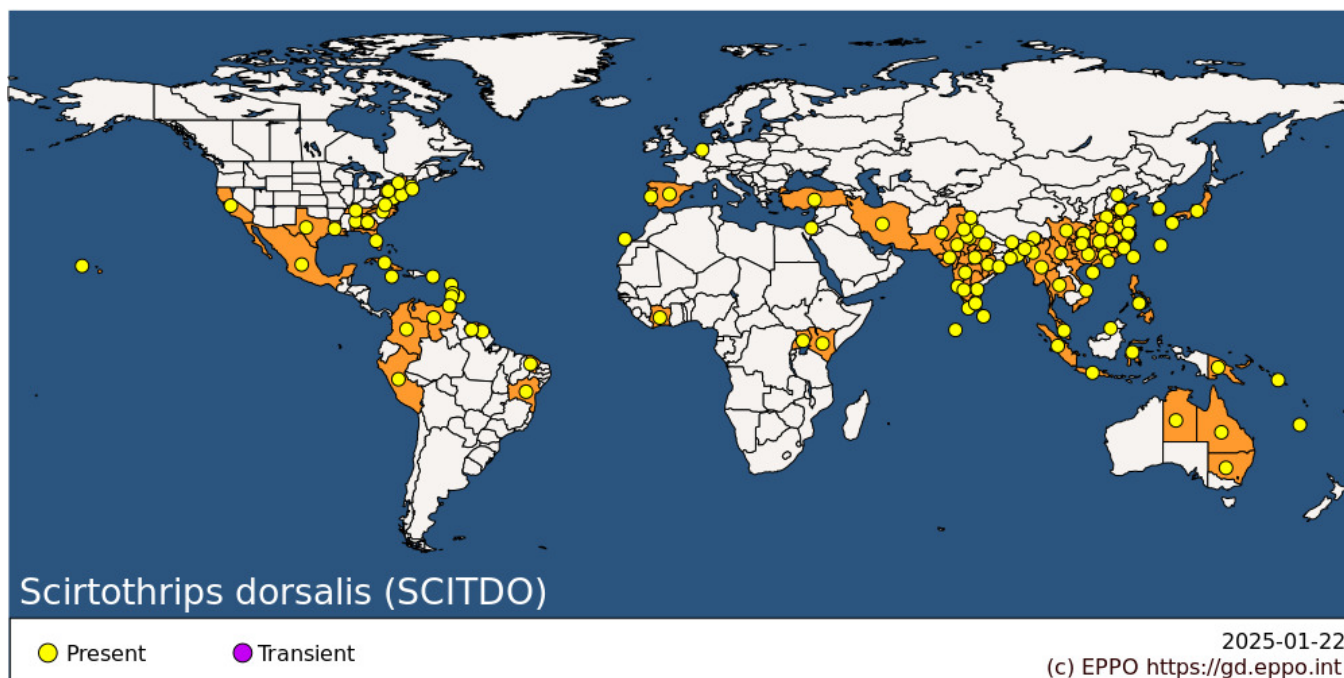 Scirtothrips dorsalis (SCITDO)
Present
Transient
2025-01-22
(c) EPPO https://gd.eppo.int